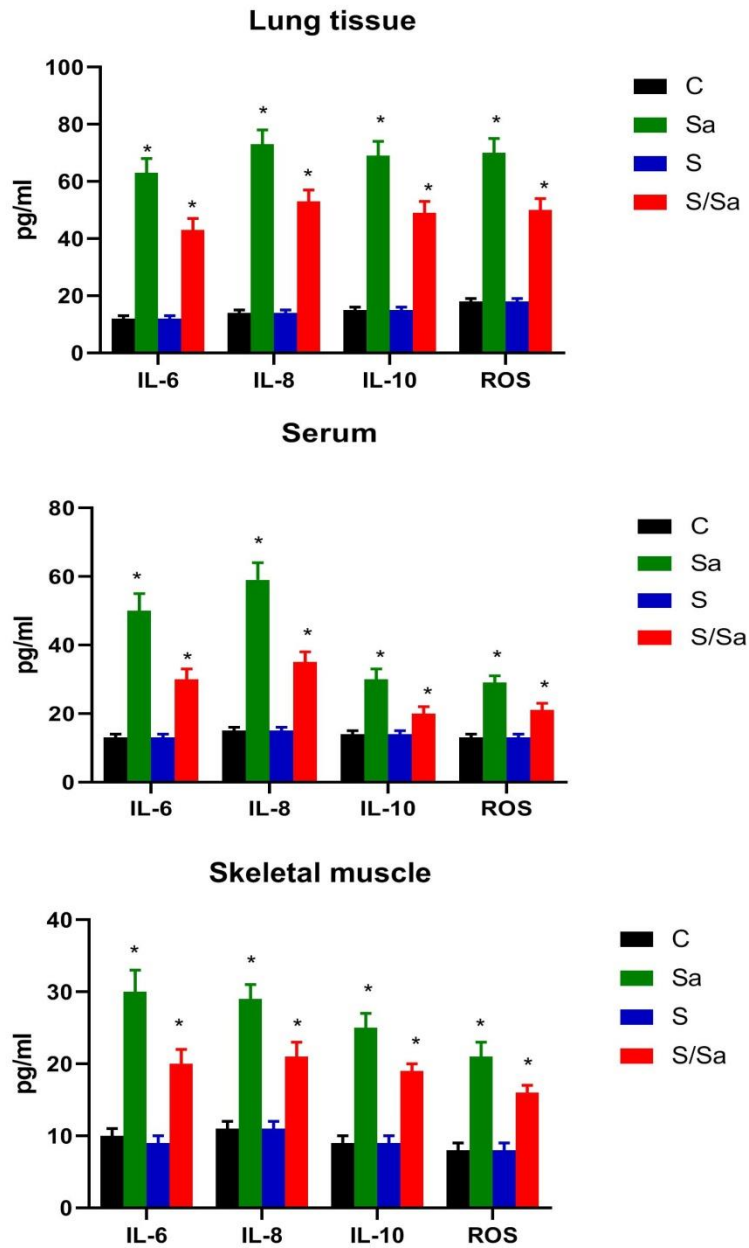 Lung tissue
100
80
60
40
20
0
pg/ml
* * * * * * * *
IL-6 IL-8 IL-10 ROS
C
Sa
S
S/Sa
Serum
80
60
40
20
0
pg/ml
* * * * * * * *
IL-6 IL-8 IL-10 ROS
C
Sa
S
S/Sa
Skeletal muscle
40
30
20
10
0
pg/ml
* * * * * * * *
IL-6 IL-8 IL-10 ROS
C
Sa
S
S/Sa